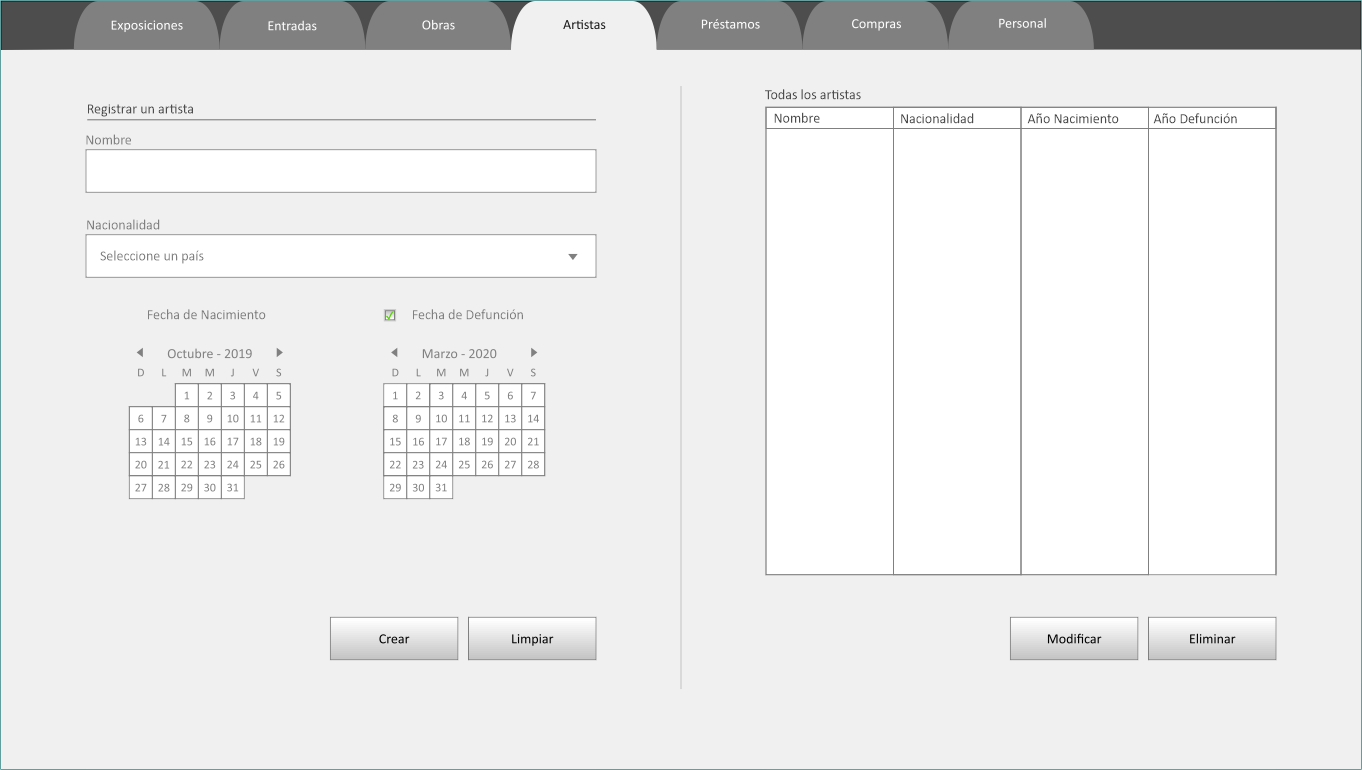 Exposiciones Entradas Obras Artistas Préstamos Compras Personal
Registrar un artista
Nombre
Nacionalidad
Seleccione un país
Fecha de Nacimiento
Octubre - 2019
D L M M J V S
1 2 3 4 5
6 7 8 9 10 11 12
13 14 15 16 17 18 19
20 21 22 23 24 25 26
27 28 29 30 31
Fecha de Defunción
Marzo - 2020
D L M M J V S
1 2 3 4 5 6 7
8 9 10 11 12 13 14
15 16 17 18 19 20 21
22 23 24 25 26 27 28
29 30 31
Crear Limpiar
Todas los artistas
Nombre Nacionalidad Año Nacimiento Año Defunción
Modificar Eliminar